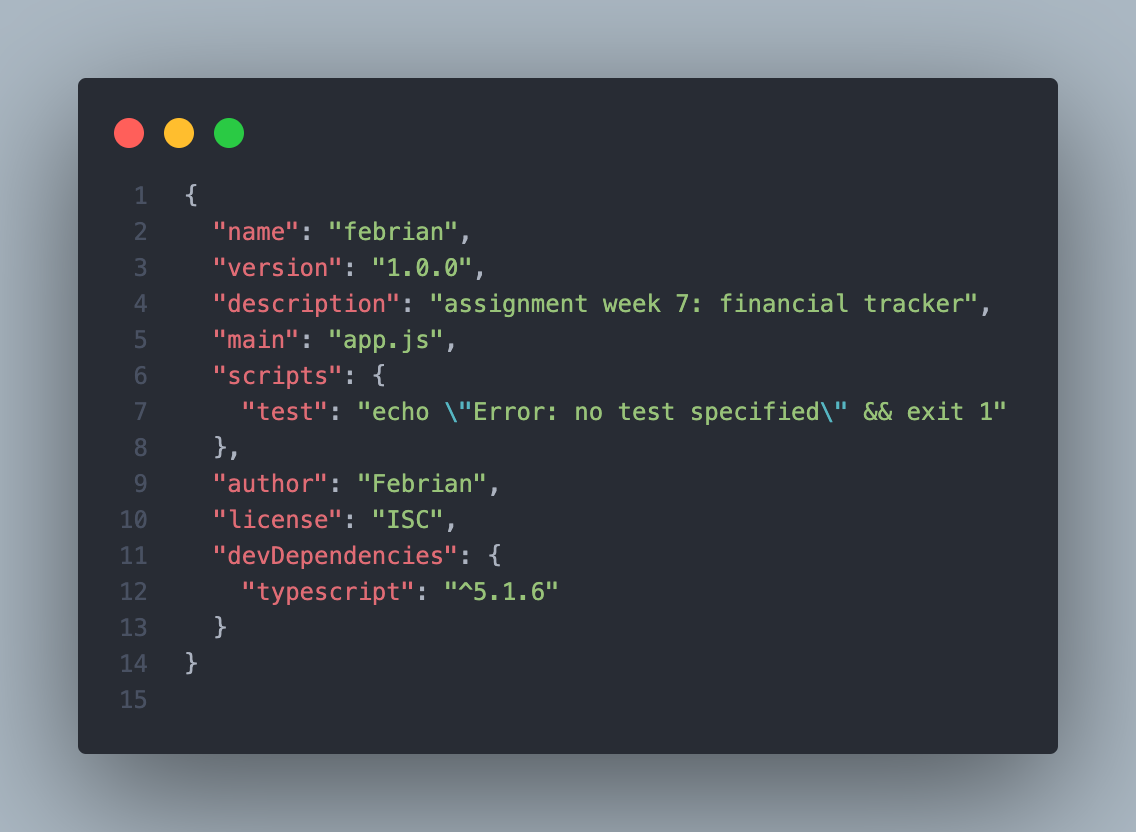 1 {
2   "name": "febrian",
3   "version": "1.0.0",
4   "description": "assignment week 7: financial tracker",
5   "main": "app.js",
6   "scripts": {
7     "test": "echo \"Error: no test specified\" && exit 1"
8   },
9   "author": "Febrian",
10   "license": "ISC",
11   "devDependencies": {
12     "typescript": "^5.1.6"
13   }
14 }
15